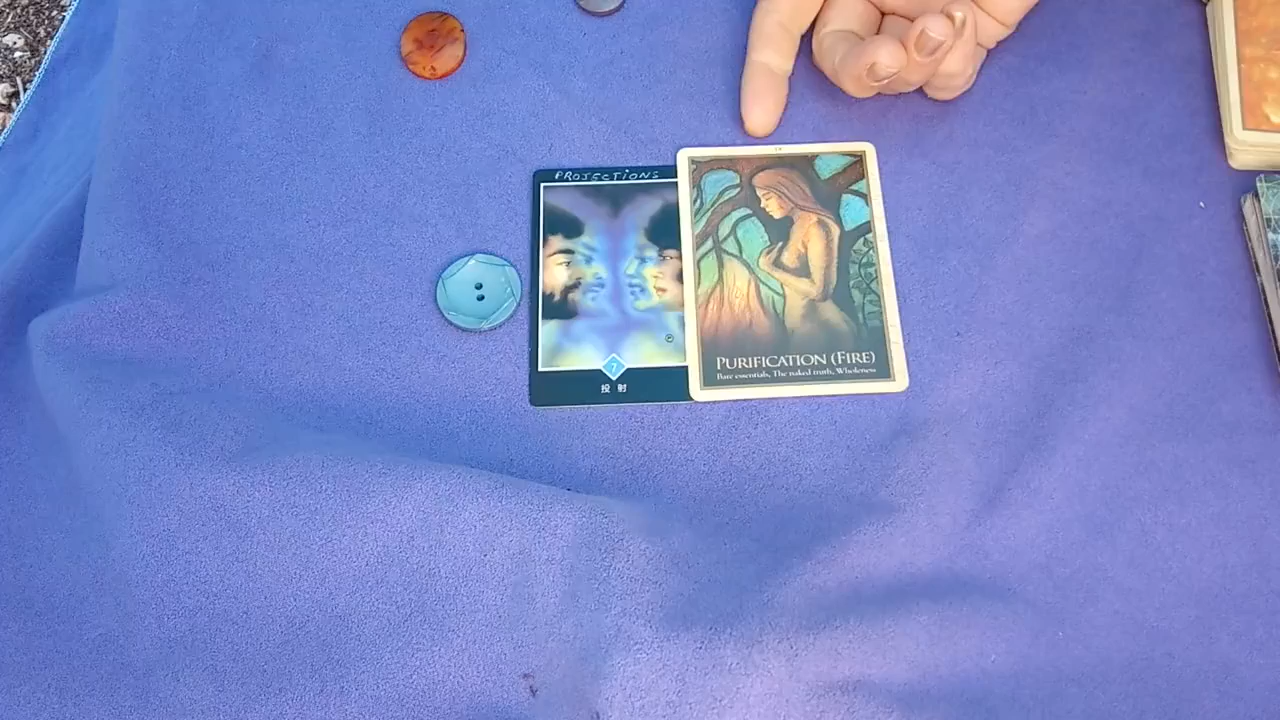 PROJECTIONS
7
投射
PURIFICATION (FIRE)
Bare essentials, The naked truth, Wholeness